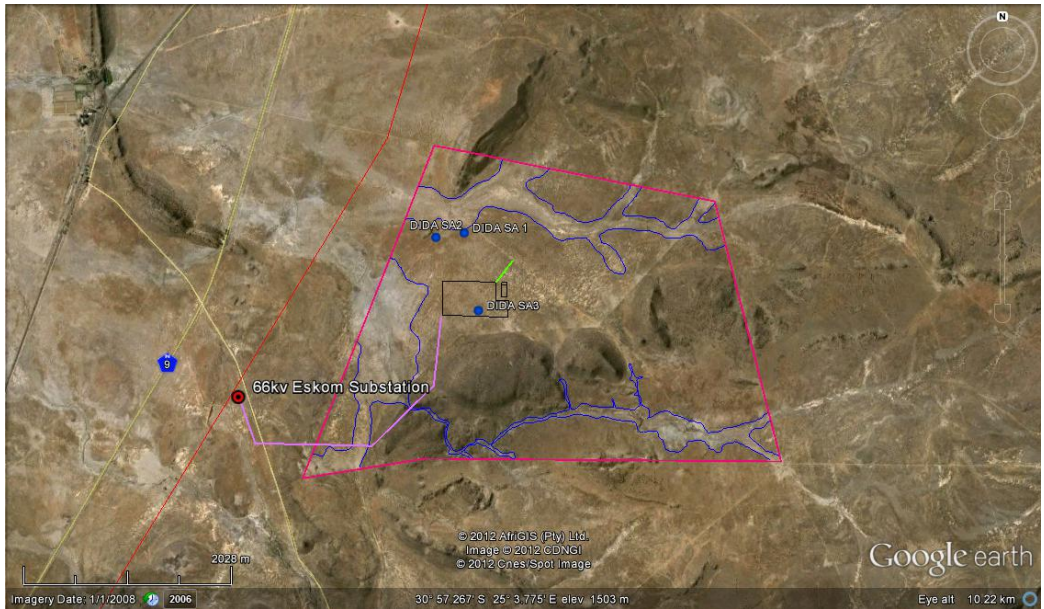 N
DIDA SA2
DIDA SA 1
DIDA SA3
9
66kv Eskom Substation
© 2012 AfriGIS (Pty) Ltd.
Image © 2012 CDNGI
© 2012 Cnes/Spot Image
Google earth
2028 m
Imagery Date: 1/1/2008
2006
30° 57.267' S 25° 3.775' E elev 1503 m
Eye alt 10.22 km